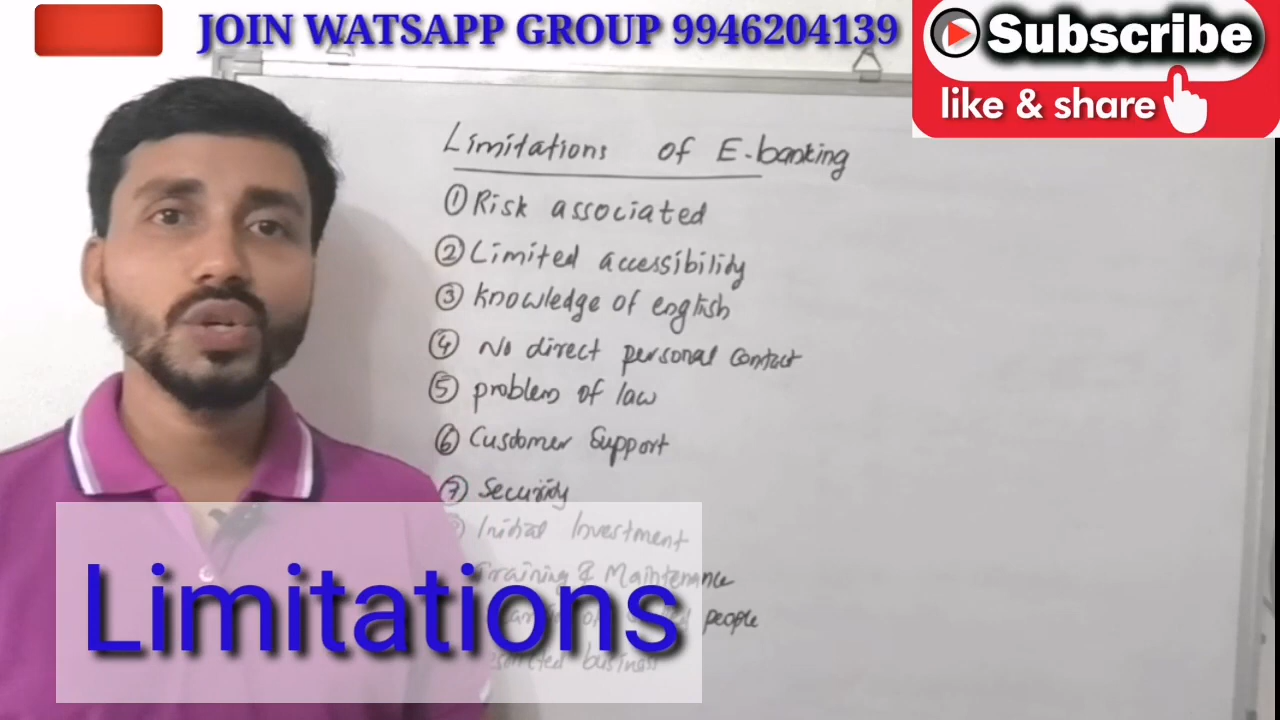 JOIN WATSAPP GROUP 9946204139
Subscribe
like & share
Limitations of E-banking
① Risk associated
② Limited accessibility
③ knowledge of english
④ No direct personal contact
⑤ problem of law
⑥ Customer Support
⑦ Security
Initial Investment
Training & Maintenance
of people
business
Limitations